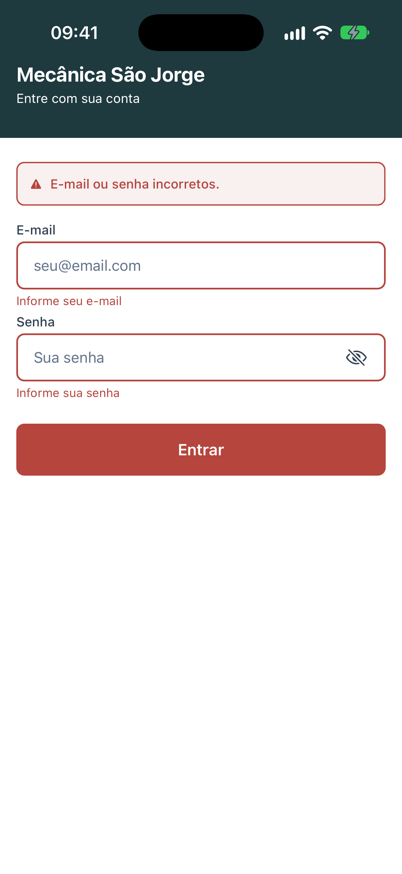 09:41
Mecânica São Jorge
Entre com sua conta
E-mail ou senha incorretos.
E-mail
seu@email.com
Informe seu e-mail
Senha
Sua senha
Informe sua senha
Entrar